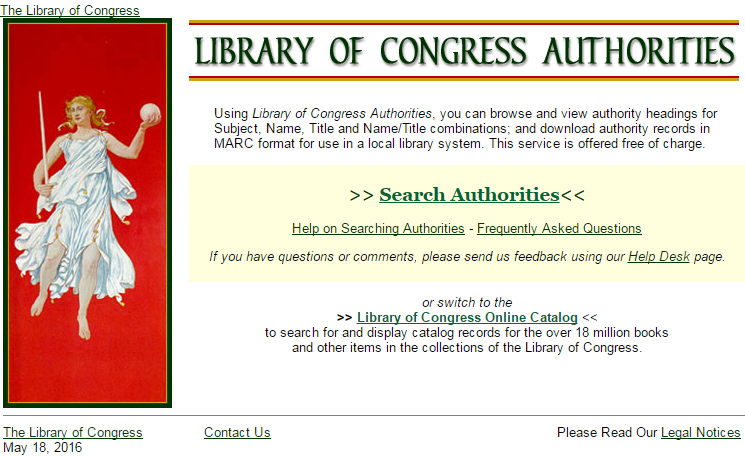 The Library of Congress
LIBRARY OF CONGRESS AUTHORITIES
Using Library of Congress Authorities, you can browse and view authority headings for
Subject, Name, Title and Name/Title combinations; and download authority records in
MARC format for use in a local library system. This service is offered free of charge.
>> Search Authorities<<
Help on Searching Authorities - Frequently Asked Questions
If you have questions or comments, please send us feedback using our Help Desk page.
or switch to the
>> Library of Congress Online Catalog <<
to search for and display catalog records for the over 18 million books
and other items in the collections of the Library of Congress.
The Library of Congress Contact Us Please Read Our Legal Notices
May 18, 2016